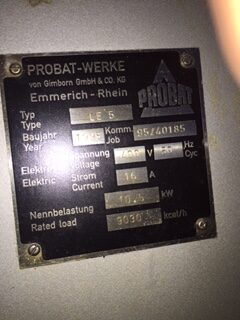 PROBAT-WERKE
von Gimborn GmbH & CO. KG
Emmerich - Rhein
PROBAT
Typ
Type
LE 5
Baujahr
Year
Komm.
Job
85/40185
Elektr.
Elektric
Spannung
Voltage
V
Hz
Cyc.
Strom
Current
16
A
Nennbelastung
Rated load
kW
9030
kcal/h